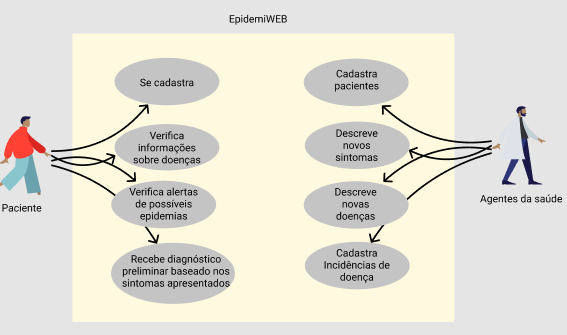 EpidemiWEB
Se cadastra
Verifica
informações
sobre doenças
Verifica alertas
de possíveis
epidemias
Recebe diagnóstico
preliminar baseado nos
sintomas apresentados
Paciente
Cadastra
pacientes
Descreve
novos
sintomas
Descreve
novas
doenças
Cadastra
Incidências de
doença
Agentes da saúde